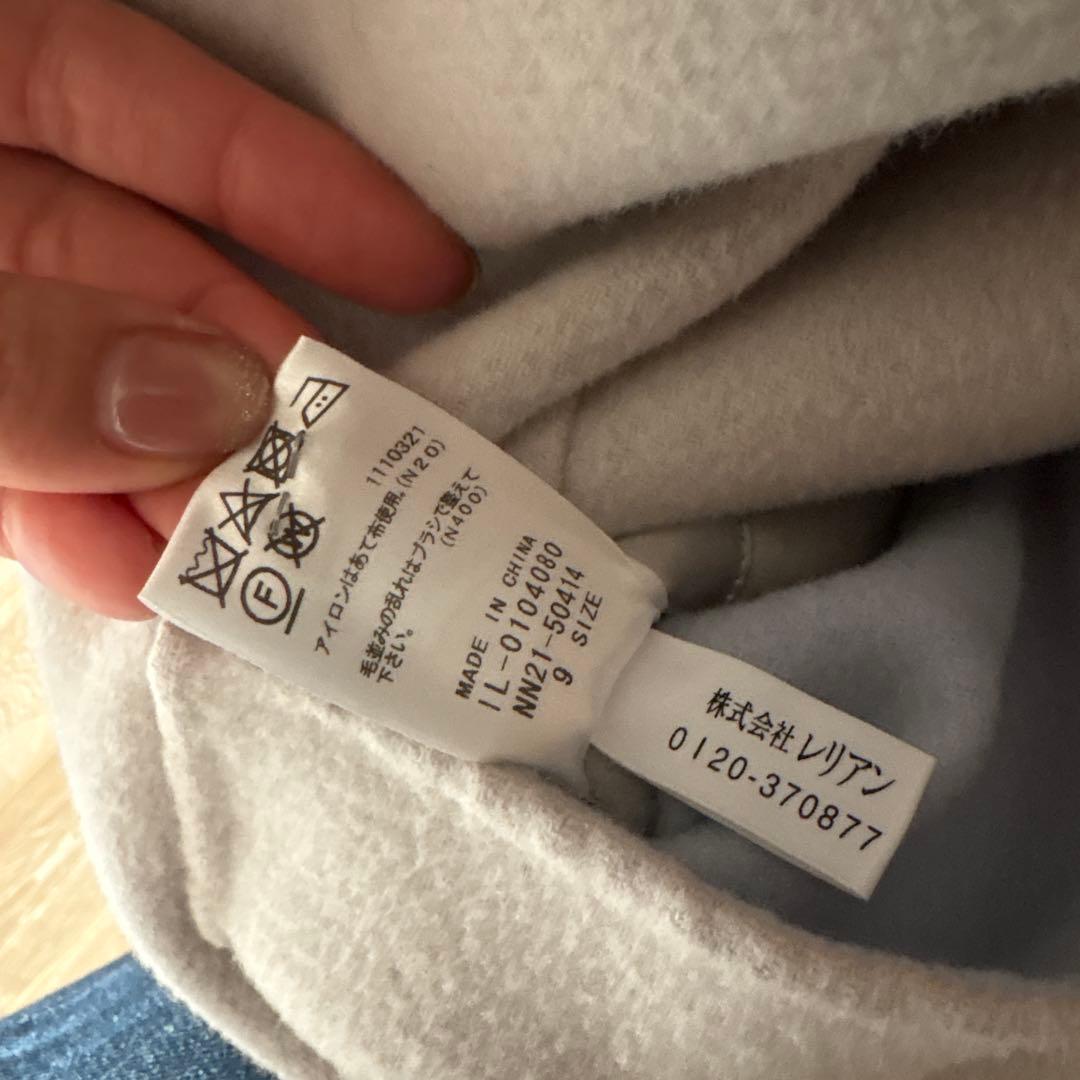 1110321
アイロンはあて布使用。(N20)
毛並みの乱れはブラシで整えて
下さい。
(N400)
MADE IN CHINA
IL-0104080
NN21-50414
9 SIZE
F
W
株式会社レリアン
0120-370877